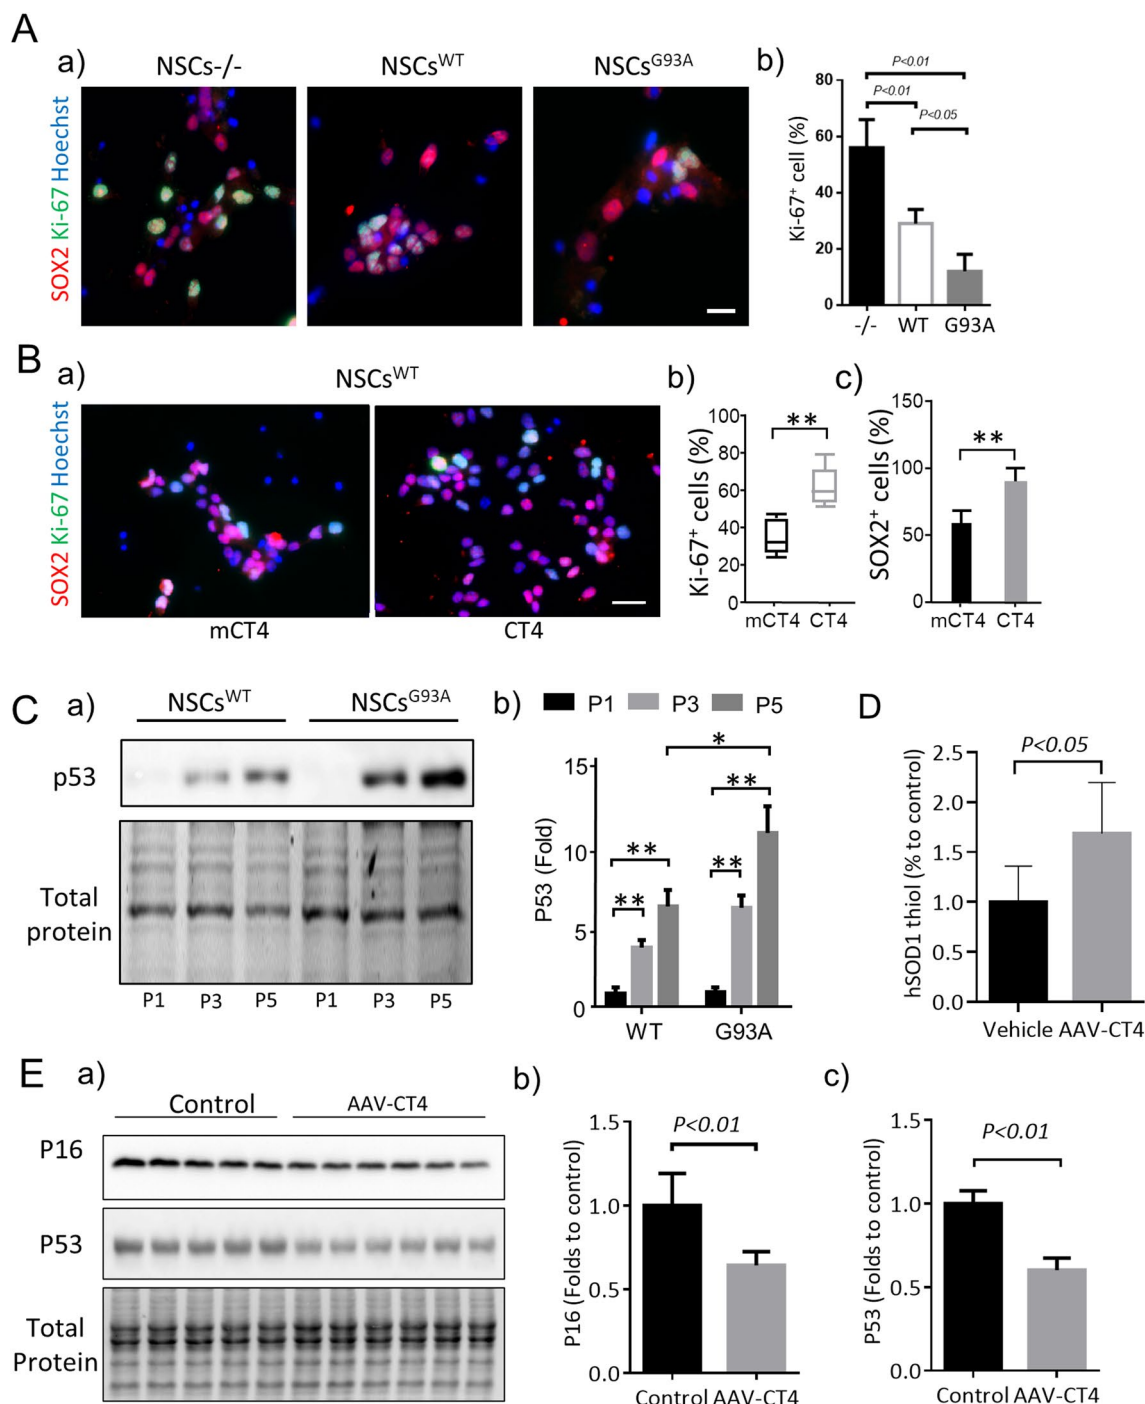 A
a)
NSCs-/-
NSCsWT
NSCsG93A
SOX2 Ki-67 Hoechst
b)
P<0.01
P<0.01
P<0.05
Ki-67+ cell (%)
80
60
40
20
0
-/- WT G93A
B
a)
NSCsWT
SOX2 Ki-67 Hoechst
mCT4
CT4
b)
**
Ki-67+ cells (%)
100
80
60
40
20
0
mCT4 CT4
c)
**
SOX2+ cells (%)
150
100
50
0
mCT4 CT4
C
a)
NSCsWT
NSCsG93A
p53
Total
protein
P1 P3 P5 P1 P3 P5
b)
P1 P3 P5
*
**
**
**
**
P53 (Fold)
15
10
5
0
WT G93A
D
P<0.05
hSOD1 thiol (% to control)
2.5
2.0
1.5
1.0
0.5
0.0
Vehicle AAV-CT4
E
a)
Control
AAV-CT4
P16
P53
Total
Protein
b)
P<0.01
P16 (Folds to control)
1.5
1.0
0.5
0.0
Control AAV-CT4
c)
P<0.01
P53 (Folds to control)
1.5
1.0
0.5
0.0
Control AAV-CT4